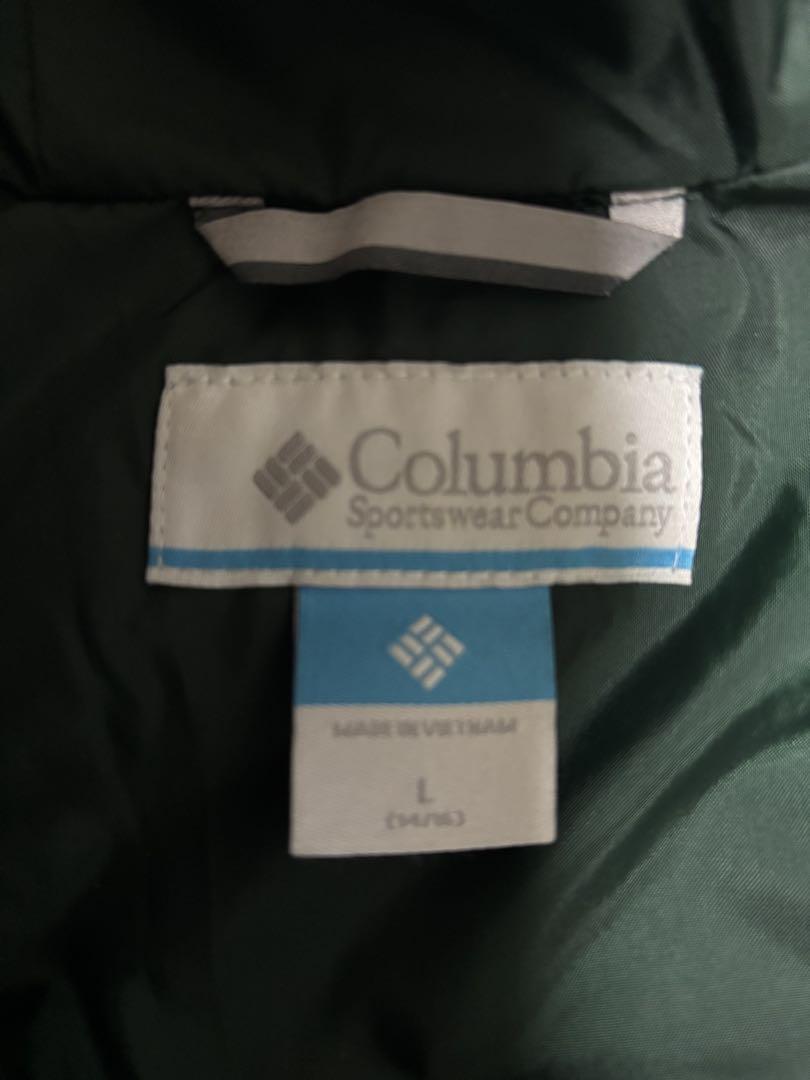 Columbia
Sportswear Company
MADE IN VIETNAM
L
(14/16)